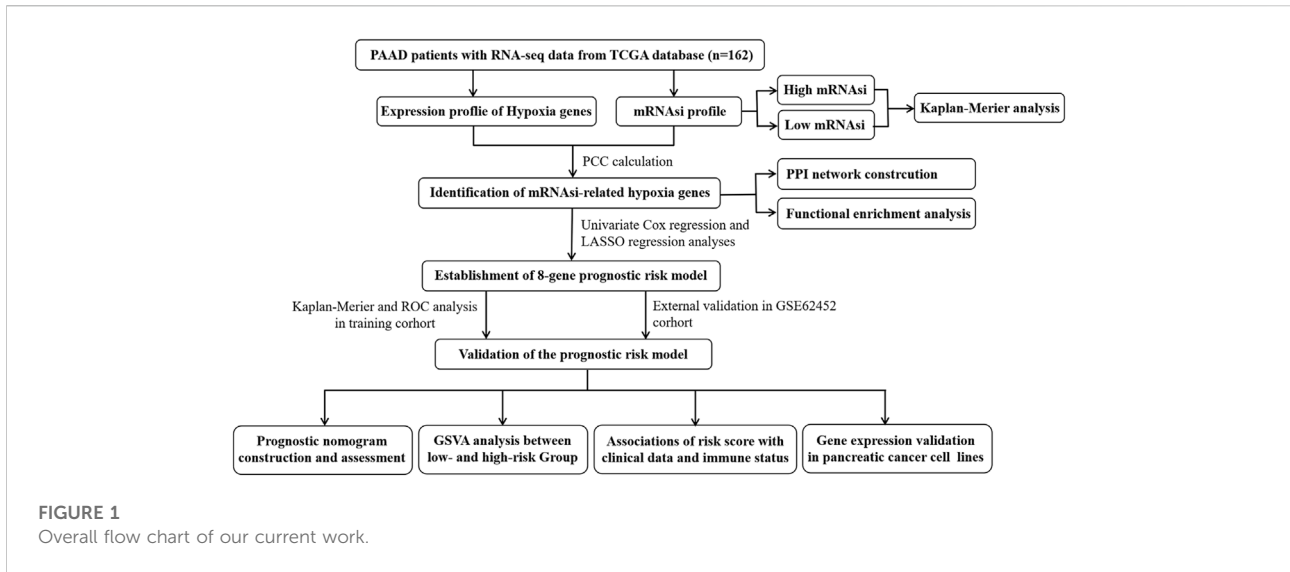 PAAD patients with RNA-seq data from TCGA database (n=162)
Expression proflie of Hypoxia genes
mRNAsi profile
High mRNAsi
Low mRNAsi
Kaplan-Merier analysis
PCC calculation
Identification of mRNAsi-related hypoxia genes
PPI network constrcution
Functional enrichment analysis
Univariate Cox regression and
LASSO regression analyses
Establishment of 8-gene prognostic risk model
Kaplan-Merier and ROC analysis
in training corhort
External validation in GSE62452
corhort
Validation of the prognostic risk model
Prognostic nomogram
construction and assessment
GSVA analysis between
low- and high-risk Group
Associations of risk score with
clinical data and immune status
Gene expression validation
in pancreatic cancer cell lines
FIGURE 1
Overall flow chart of our current work.